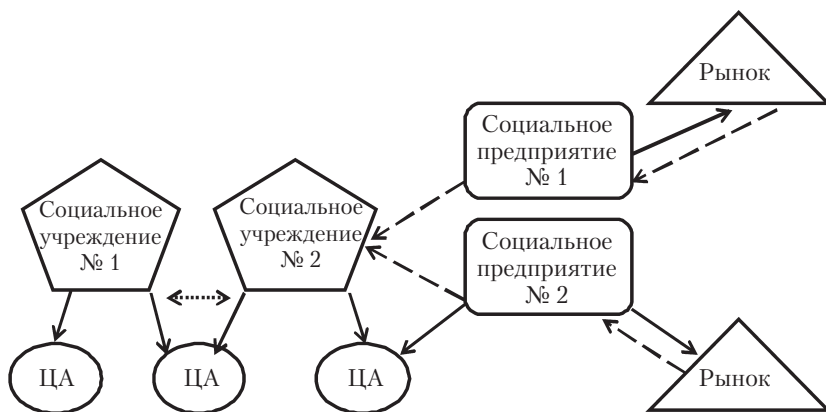 Рынок
Социальное
предприятие
№ 1
Социальное
учреждение
№ 1
Социальное
учреждение
№ 2
Социальное
предприятие
№ 2
ЦА
ЦА
ЦА
Рынок